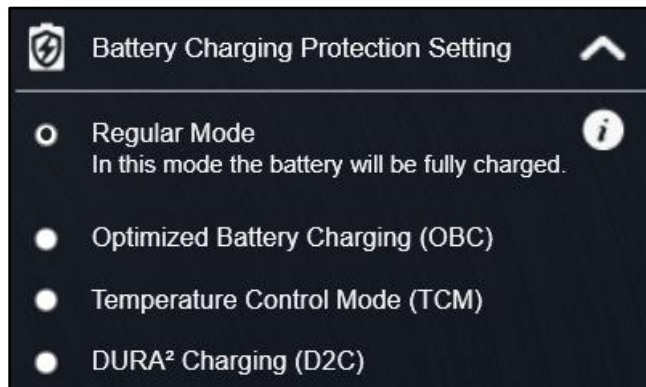 Battery Charging Protection Setting
Regular Mode
In this mode the battery will be fully charged.
Optimized Battery Charging (OBC)
Temperature Control Mode (TCM)
DURA² Charging (D2C)